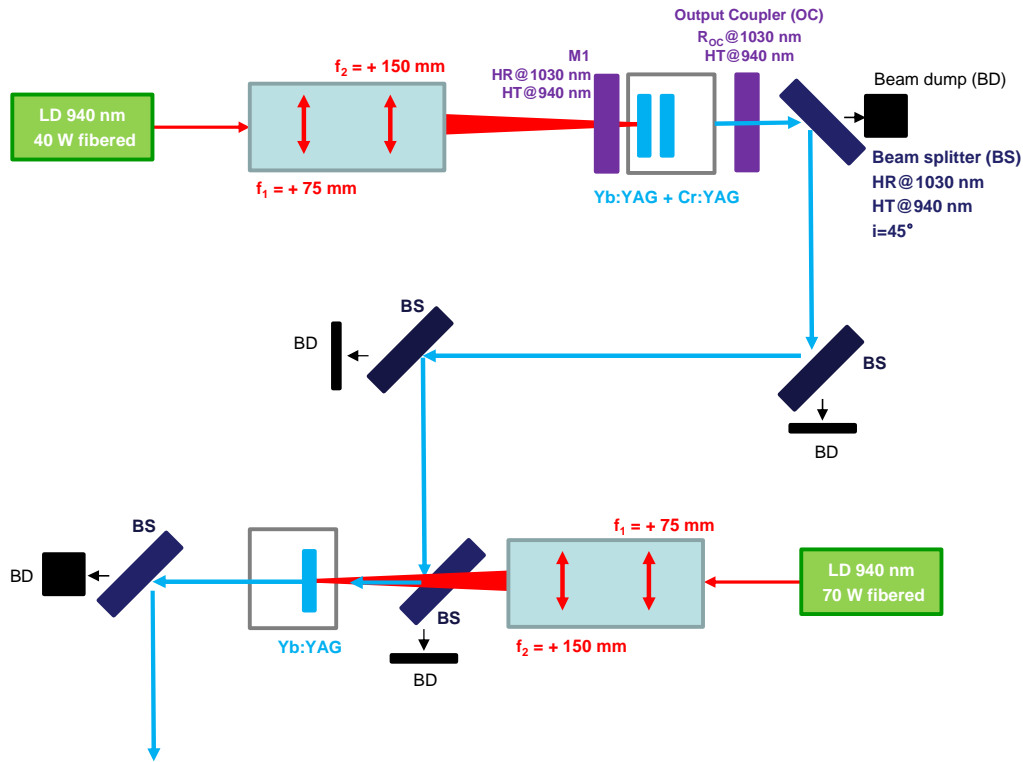 Output Coupler (OC)
R_OC@1030 nm
HT@940 nm
M1
HR@1030 nm
HT@940 nm
f₂ = + 150 mm
LD 940 nm
40 W fibered
f₁ = + 75 mm
Beam dump (BD)
Beam splitter (BS)
HR@1030 nm
HT@940 nm
i=45°
Yb:YAG + Cr:YAG
BS
BD
BS
BD
f₁ = + 75 mm
BS
BD
LD 940 nm
70 W fibered
BS
Yb:YAG
f₂ = + 150 mm
BD